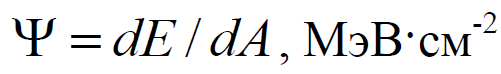 Ψ = dE / dA, МэВ·см⁻²